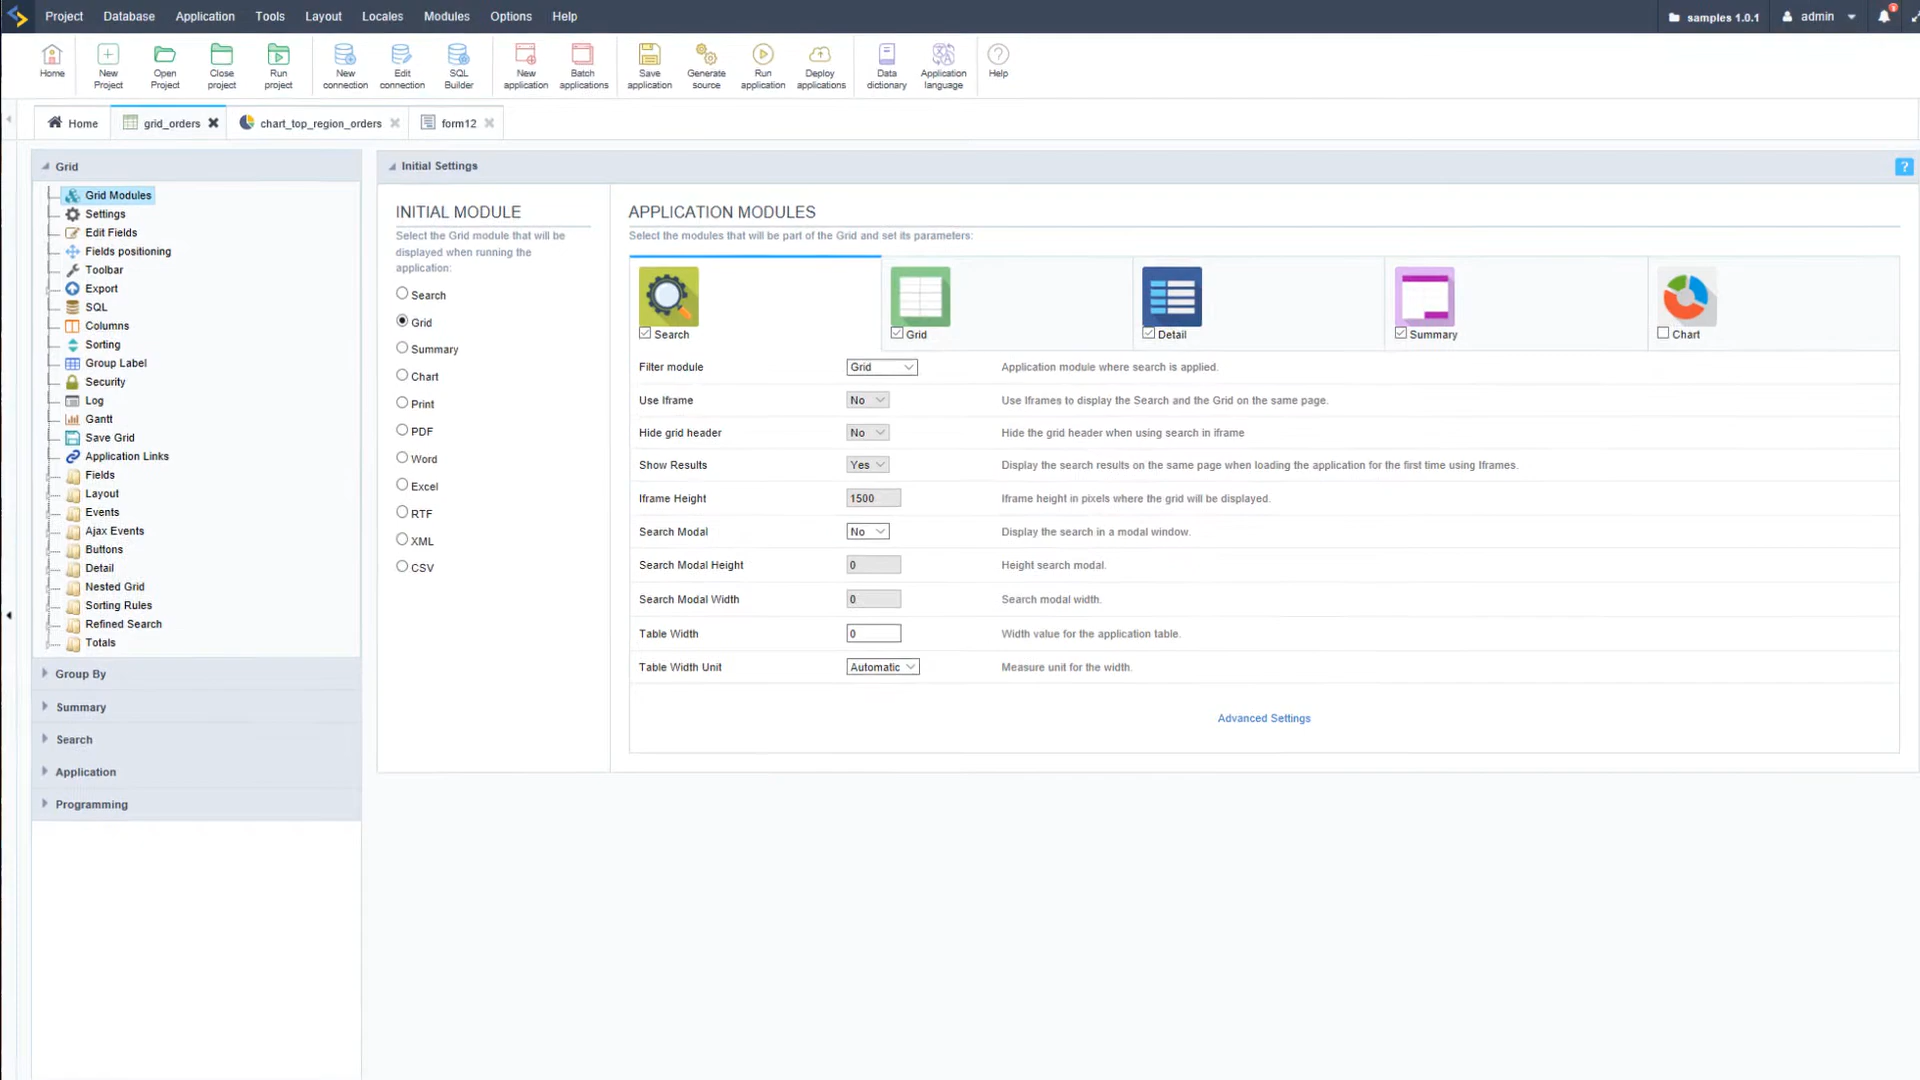 Project Database Application Tools Layout Locales Modules Options Help samples 1.0.1 admin
Home New Project Open Project Close project Run project New connection Edit connection SQL Builder New application Batch applications Save application Generate source Run application Deploy applications Data dictionary Application language Help
Home grid_orders chart_top_region_orders form12
Grid
Grid Modules
Settings
Edit Fields
Fields positioning
Toolbar
Export
SQL
Columns
Sorting
Group Label
Security
Log
Gantt
Save Grid
Application Links
Fields
Layout
Events
Ajax Events
Buttons
Detail
Nested Grid
Sorting Rules
Refined Search
Totals
Group By
Summary
Search
Application
Programming
Initial Settings ?
INITIAL MODULE
Select the Grid module that will be
displayed when running the
application:
Search
Grid
Summary
Chart
Print
PDF
Word
Excel
RTF
XML
CSV
APPLICATION MODULES
Select the modules that will be part of the Grid and set its parameters:
Search Grid Detail Summary Chart
Filter module Grid Application module where search is applied.
Use Iframe No Use Iframes to display the Search and the Grid on the same page.
Hide grid header No Hide the grid header when using search in iframe
Show Results Yes Display the search results on the same page when loading the application for the first time using Iframes.
Iframe Height 1500 Iframe height in pixels where the grid will be displayed.
Search Modal No Display the search in a modal window.
Search Modal Height 0 Height search modal.
Search Modal Width 0 Search modal width.
Table Width 0 Width value for the application table.
Table Width Unit Automatic Measure unit for the width.
Advanced Settings